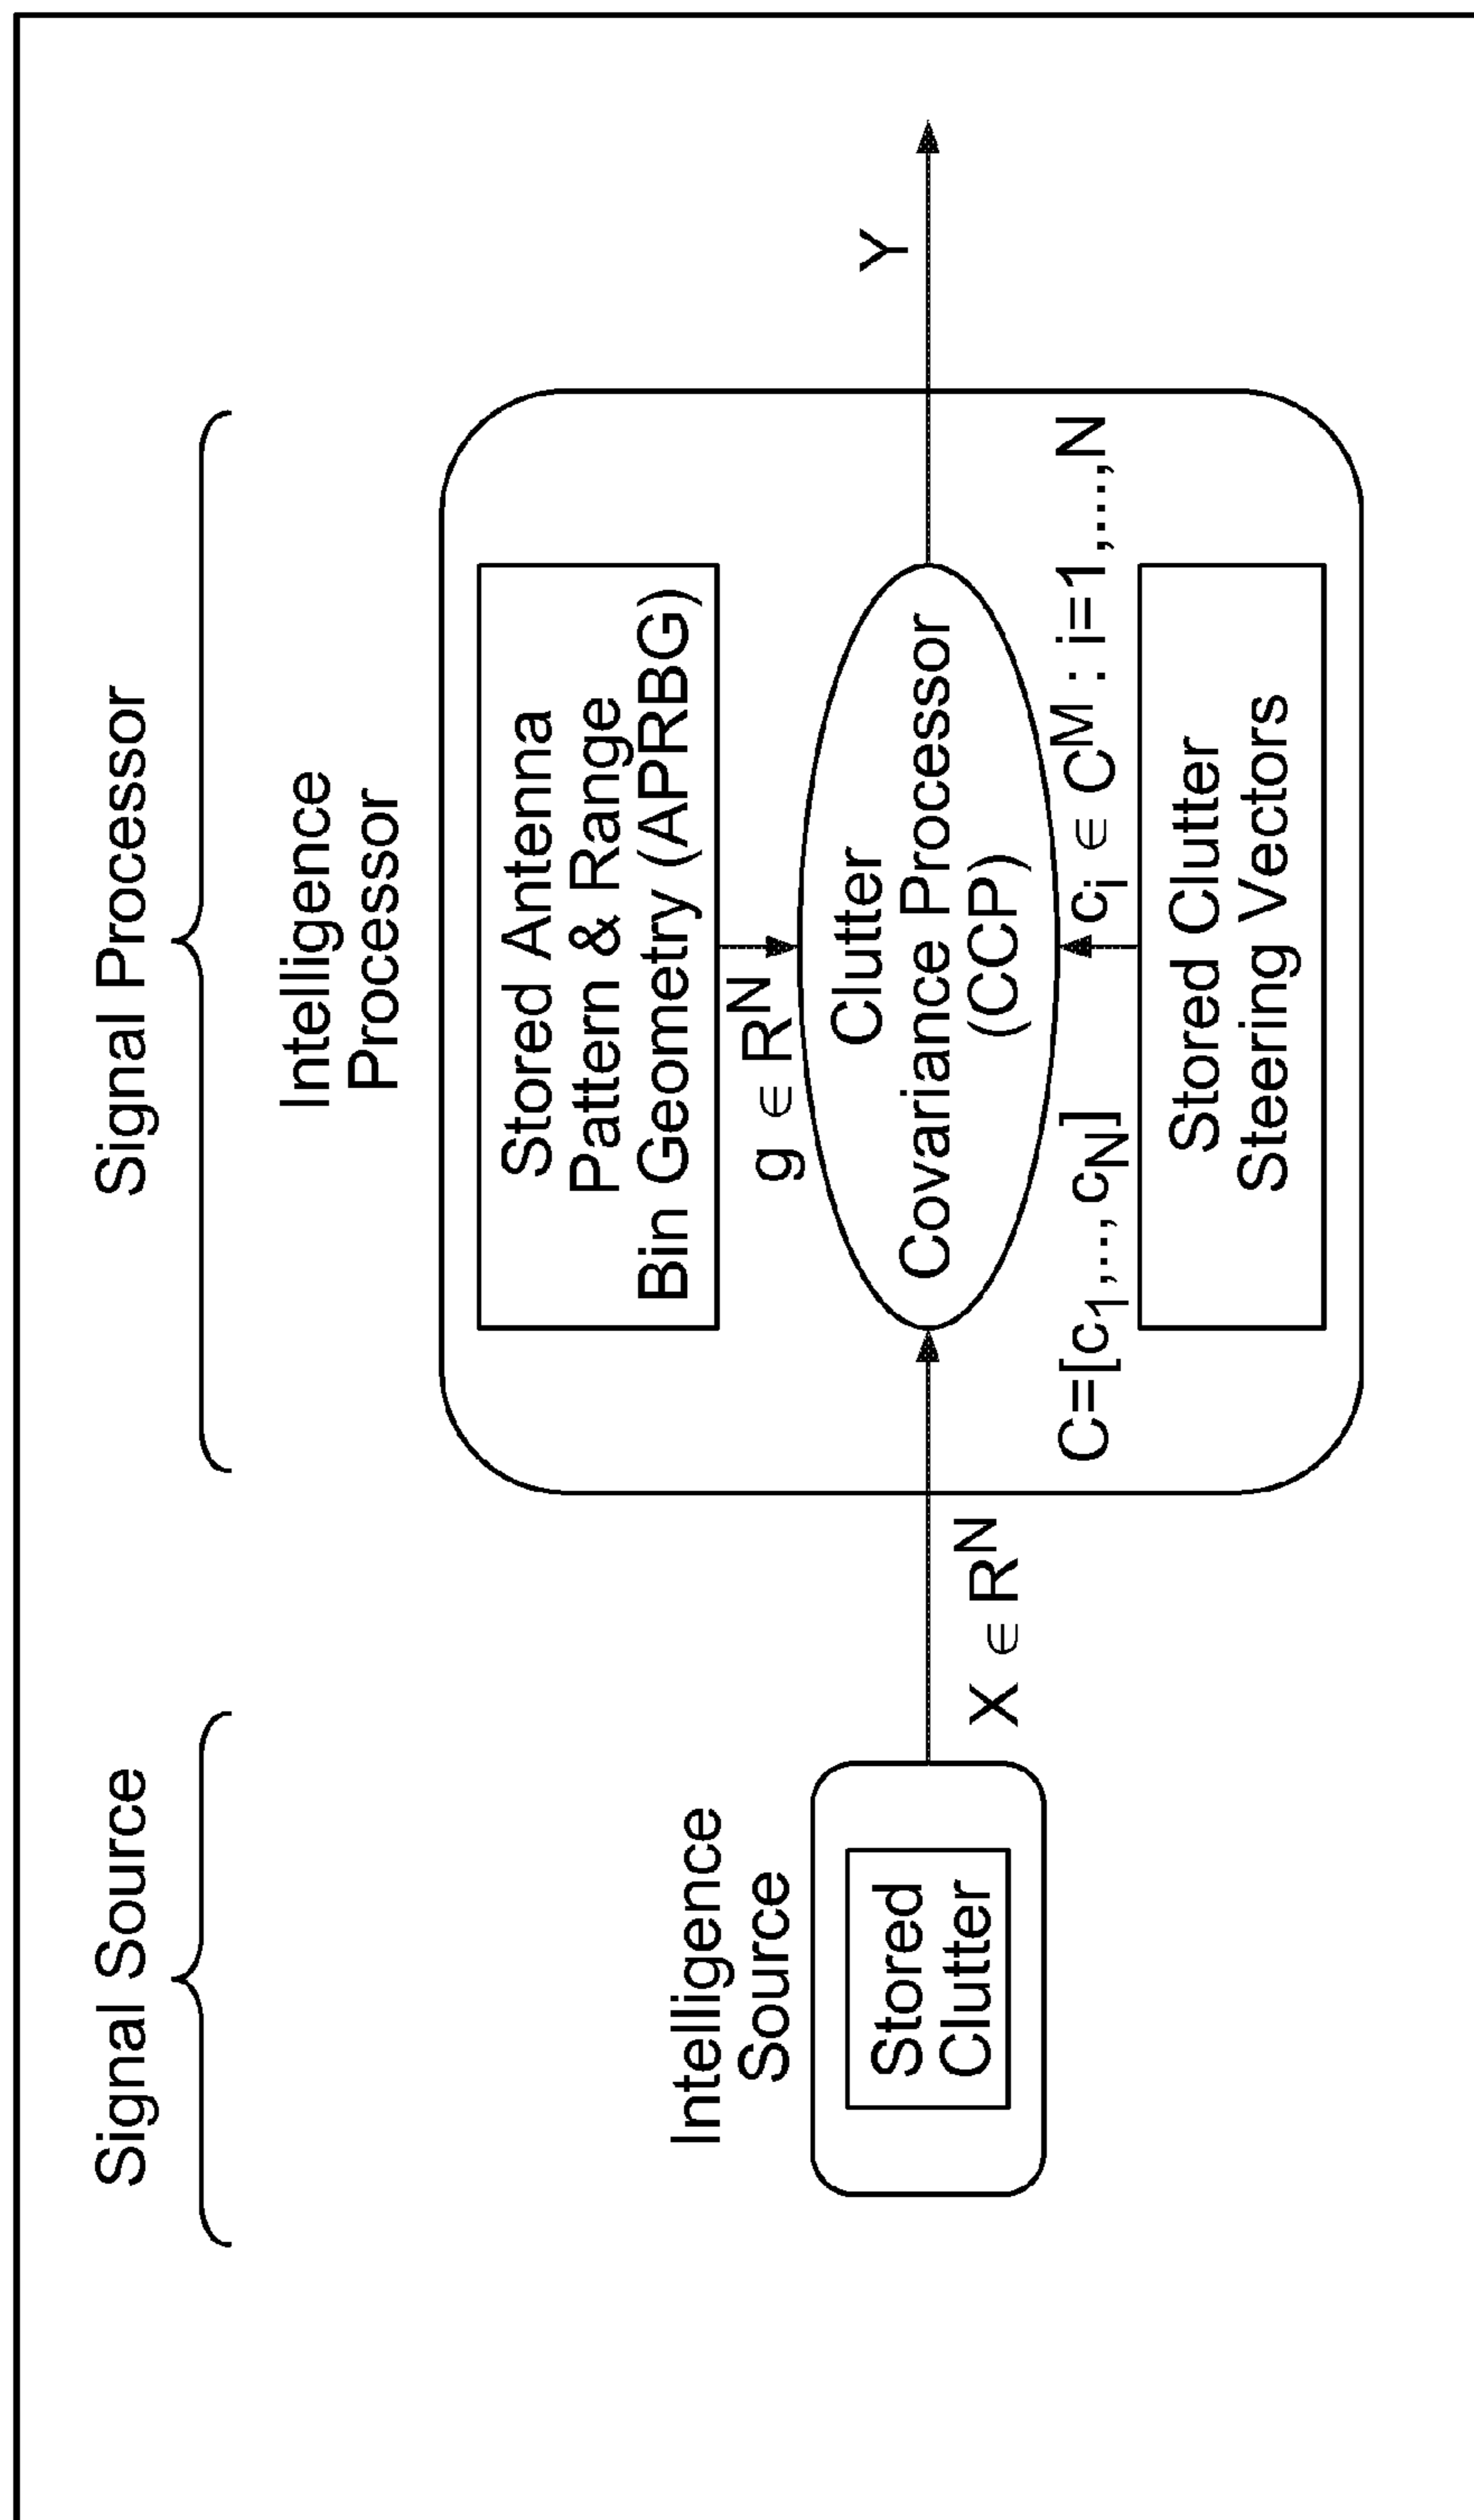 Signal Source
Signal Processor
Intelligence
Source
Stored
Clutter
X ∈ R^N
Intelligence
Processor
Stored Antenna
Pattern & Range
Bin Geometry (APRBG)
g ∈ R^N
Clutter
Covariance Processor
(CCP)
C=[c_1,..., c_N] c_i ∈ C^M : i=1,...,N
Stored Clutter
Steering Vectors
Y